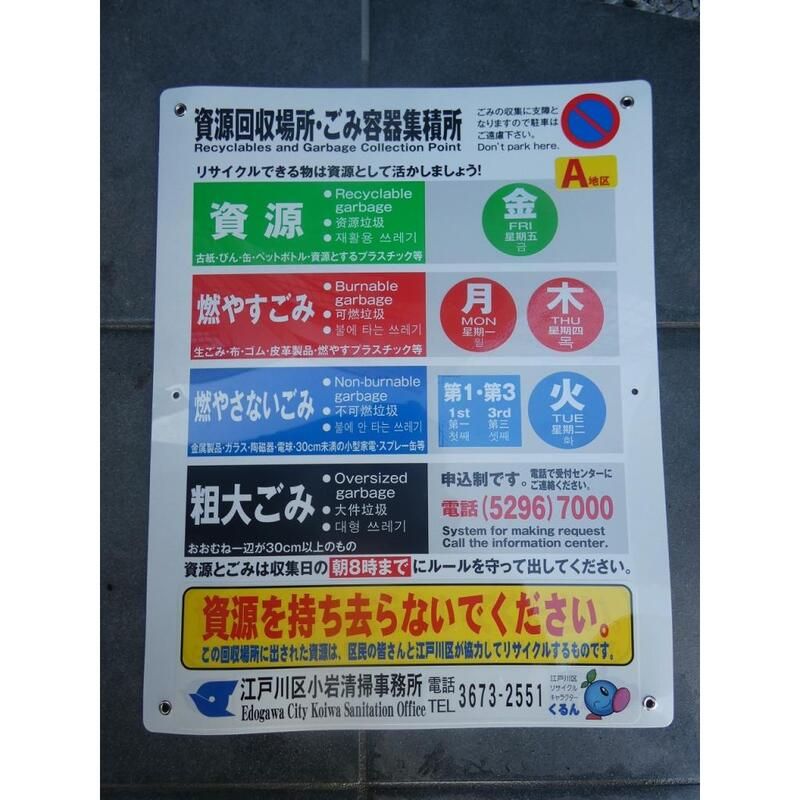 資源回収場所・ごみ容器集積所
Recyclables and Garbage Collection Point
ごみの収集に支障と
なりますので駐車は
ご遠慮下さい。
Don't park here.
リサイクルできる物は資源として活かしましょう!
A地区
資源
● Recyclable
garbage
● 资源垃圾
● 재활용 쓰레기
古紙・びん・缶・ペットボトル・資源とするプラスチック等
金
FRI
星期五
금
燃やすごみ
● Burnable
garbage
● 可燃垃圾
● 불에 타는 쓰레기
生ごみ・布・ゴム・皮革製品・燃やすプラスチック等
月
MON
星期一
월
木
THU
星期四
목
燃やさないごみ
● Non-burnable
garbage
● 不可燃垃圾
● 불에 안 타는 쓰레기
金属製品・ガラス・陶磁器・電球・30cm未満の小型家電・スプレー缶等
第1・第3
1st 3rd
第一 第三
첫째 셋째
火
TUE
星期二
화
粗大ごみ
● Oversized
garbage
● 大件垃圾
● 대형 쓰레기
おおむね一辺が30cm以上のもの
申込制です。電話で受付センターに
ご連絡ください。
電話(5296)7000
System for making request
Call the information center.
資源とごみは収集日の朝8時までにルールを守って出してください。
資源を持ち去らないでください。
この回収場所に出された資源は、区民の皆さんと江戸川区が協力してリサイクルするものです。
江戸川区小岩清掃事務所
Edogawa City Koiwa Sanitation Office
電話
TEL 3673-2551
江戸川区
リサイクル
キャラクター
くるん